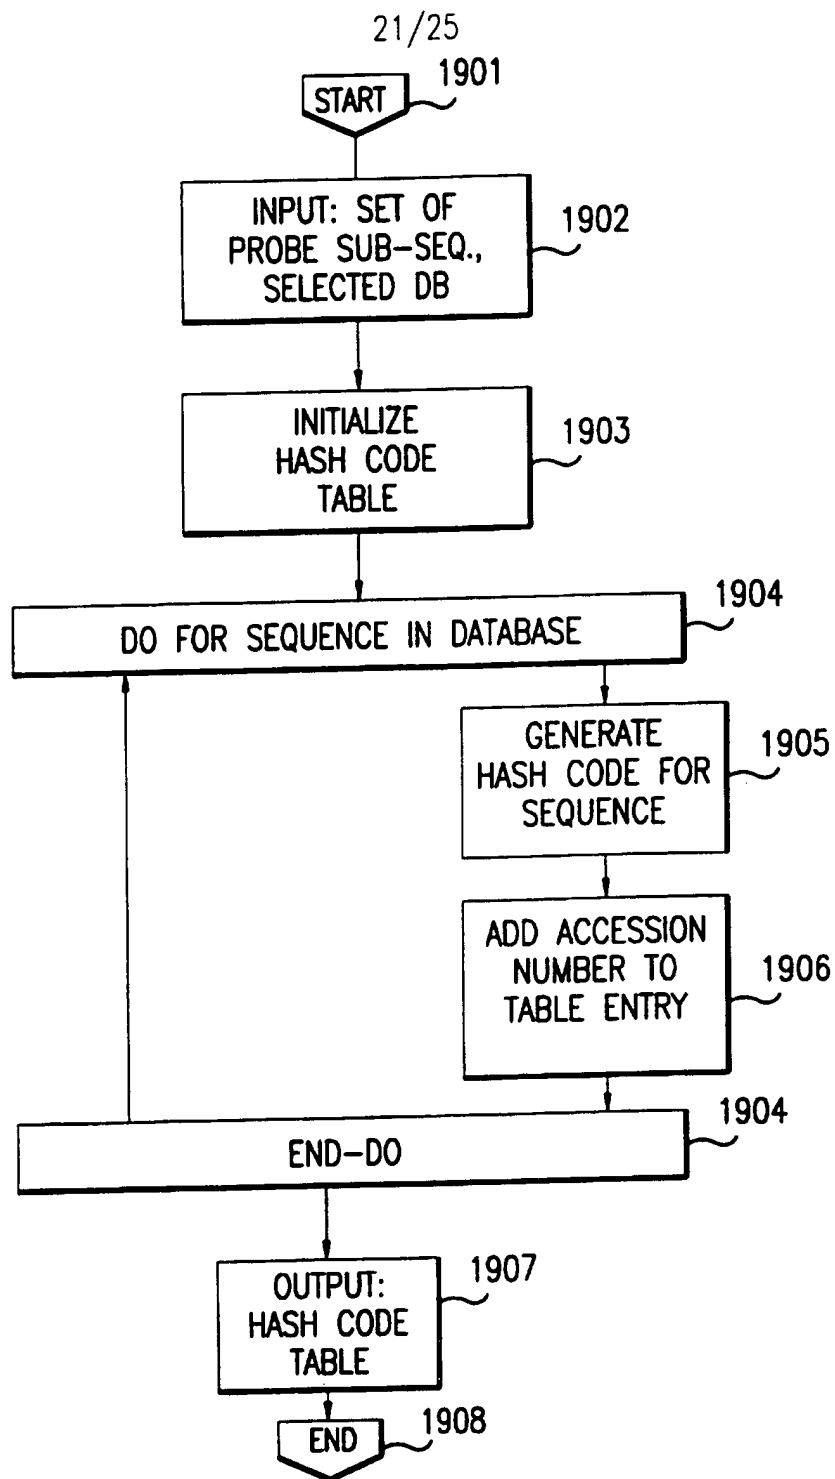 21/25
START
1901
INPUT: SET OF
PROBE SUB-SEQ.,
SELECTED DB
1902
INITIALIZE
HASH CODE
TABLE
1903
DO FOR SEQUENCE IN DATABASE
1904
GENERATE
HASH CODE FOR
SEQUENCE
1905
ADD ACCESSION
NUMBER TO
TABLE ENTRY
1906
END-DO
1904
OUTPUT:
HASH CODE
TABLE
1907
END
1908